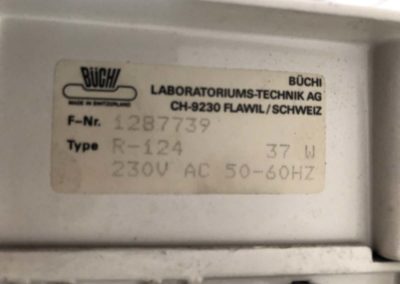 BÜCHI
MADE IN SWITZERLAND
BÜCHI
LABORATORIUMS-TECHNIK AG
CH-9230 FLAWIL/SCHWEIZ
F-Nr. 12B7739
Type R-124 37 W
230V AC 50-60HZ